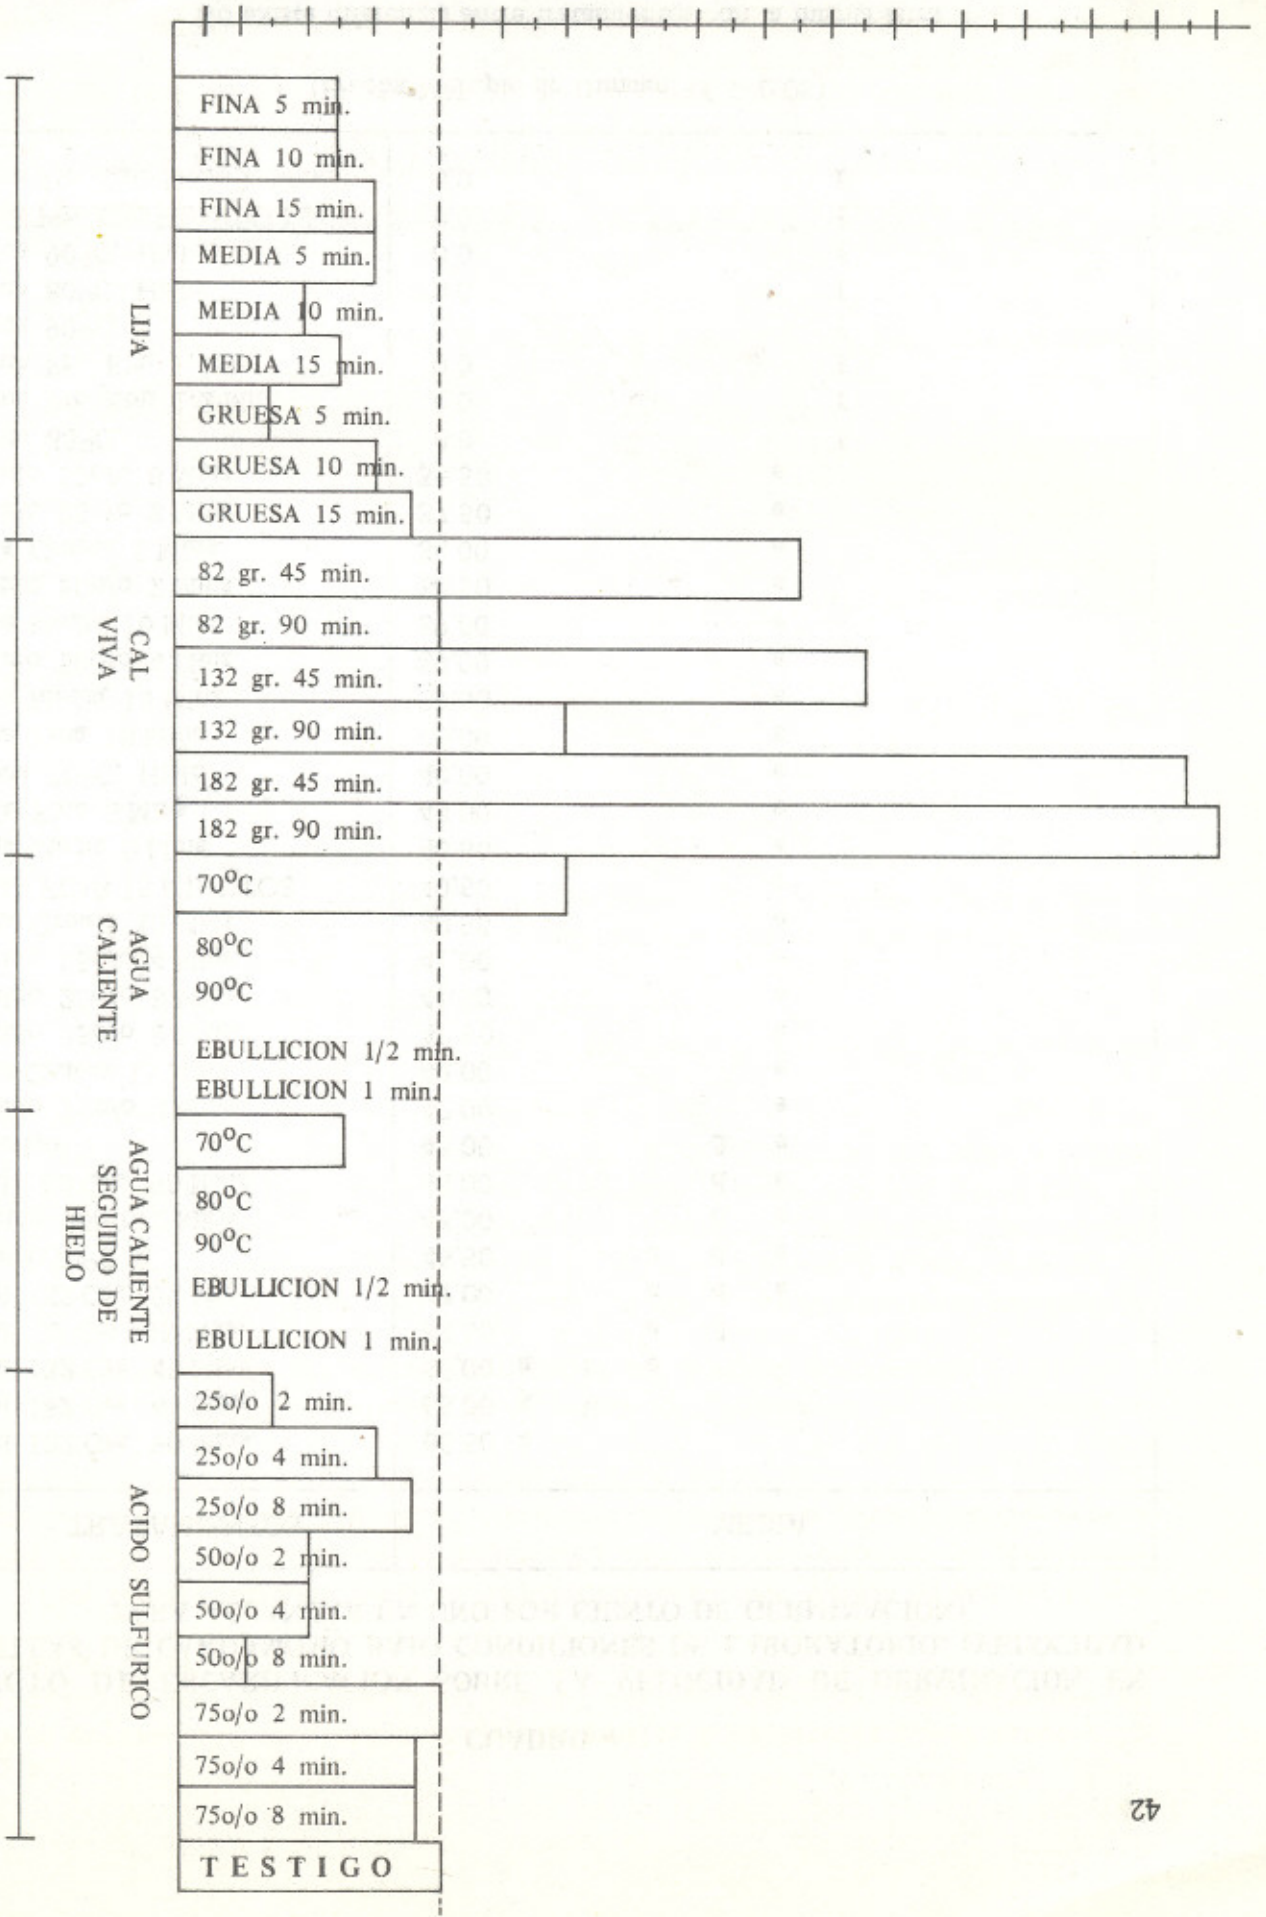 FINA 5 min.
FINA 10 min.
FINA 15 min.
MEDIA 5 min.
MEDIA 10 min.
MEDIA 15 min.
GRUESA 5 min.
GRUESA 10 min.
GRUESA 15 min.
LIJA
82 gr. 45 min.
82 gr. 90 min.
132 gr. 45 min.
132 gr. 90 min.
182 gr. 45 min.
182 gr. 90 min.
CAL
VIVA
70°C
80°C
90°C
EBULLICION 1/2 min.
EBULLICION 1 min.
AGUA
CALIENTE
70°C
80°C
90°C
EBULLICION 1/2 min.
EBULLICION 1 min.
AGUA CALIENTE
SEGUIDO DE
HIELO
25o/o 2 min.
25o/o 4 min.
25o/o 8 min.
50o/o 2 min.
50o/o 4 min.
50o/o 8 min.
75o/o 2 min.
75o/o 4 min.
75o/o 8 min.
ACIDO SULFURICO
TESTIGO
42